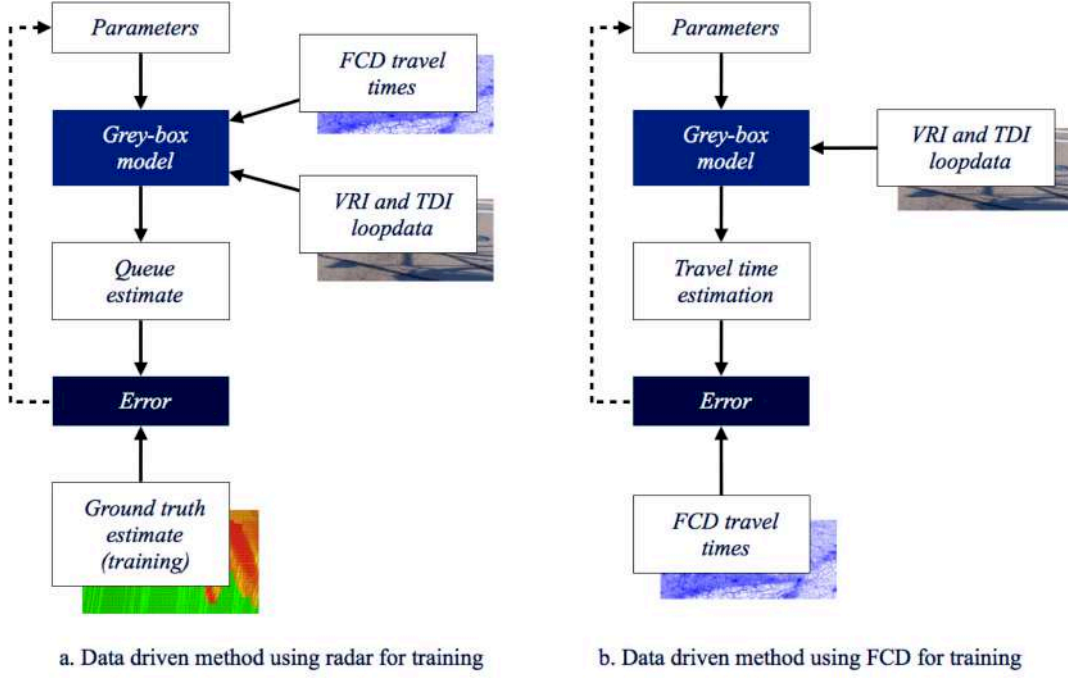 Parameters
FCD travel
times
Grey-box
model
VRI and TDI
loopdata
Queue
estimate
Error
Ground truth
estimate
(training)
a. Data driven method using radar for training
Parameters
Grey-box
model
VRI and TDI
loopdata
Travel time
estimation
Error
FCD travel
times
b. Data driven method using FCD for training